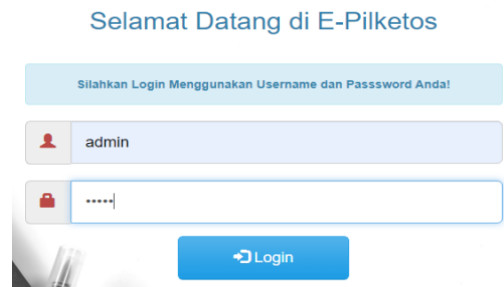 Selamat Datang di E-Pilketos
Silahkan Login Menggunakan Username dan Passsword Anda!
admin
•••••
Login